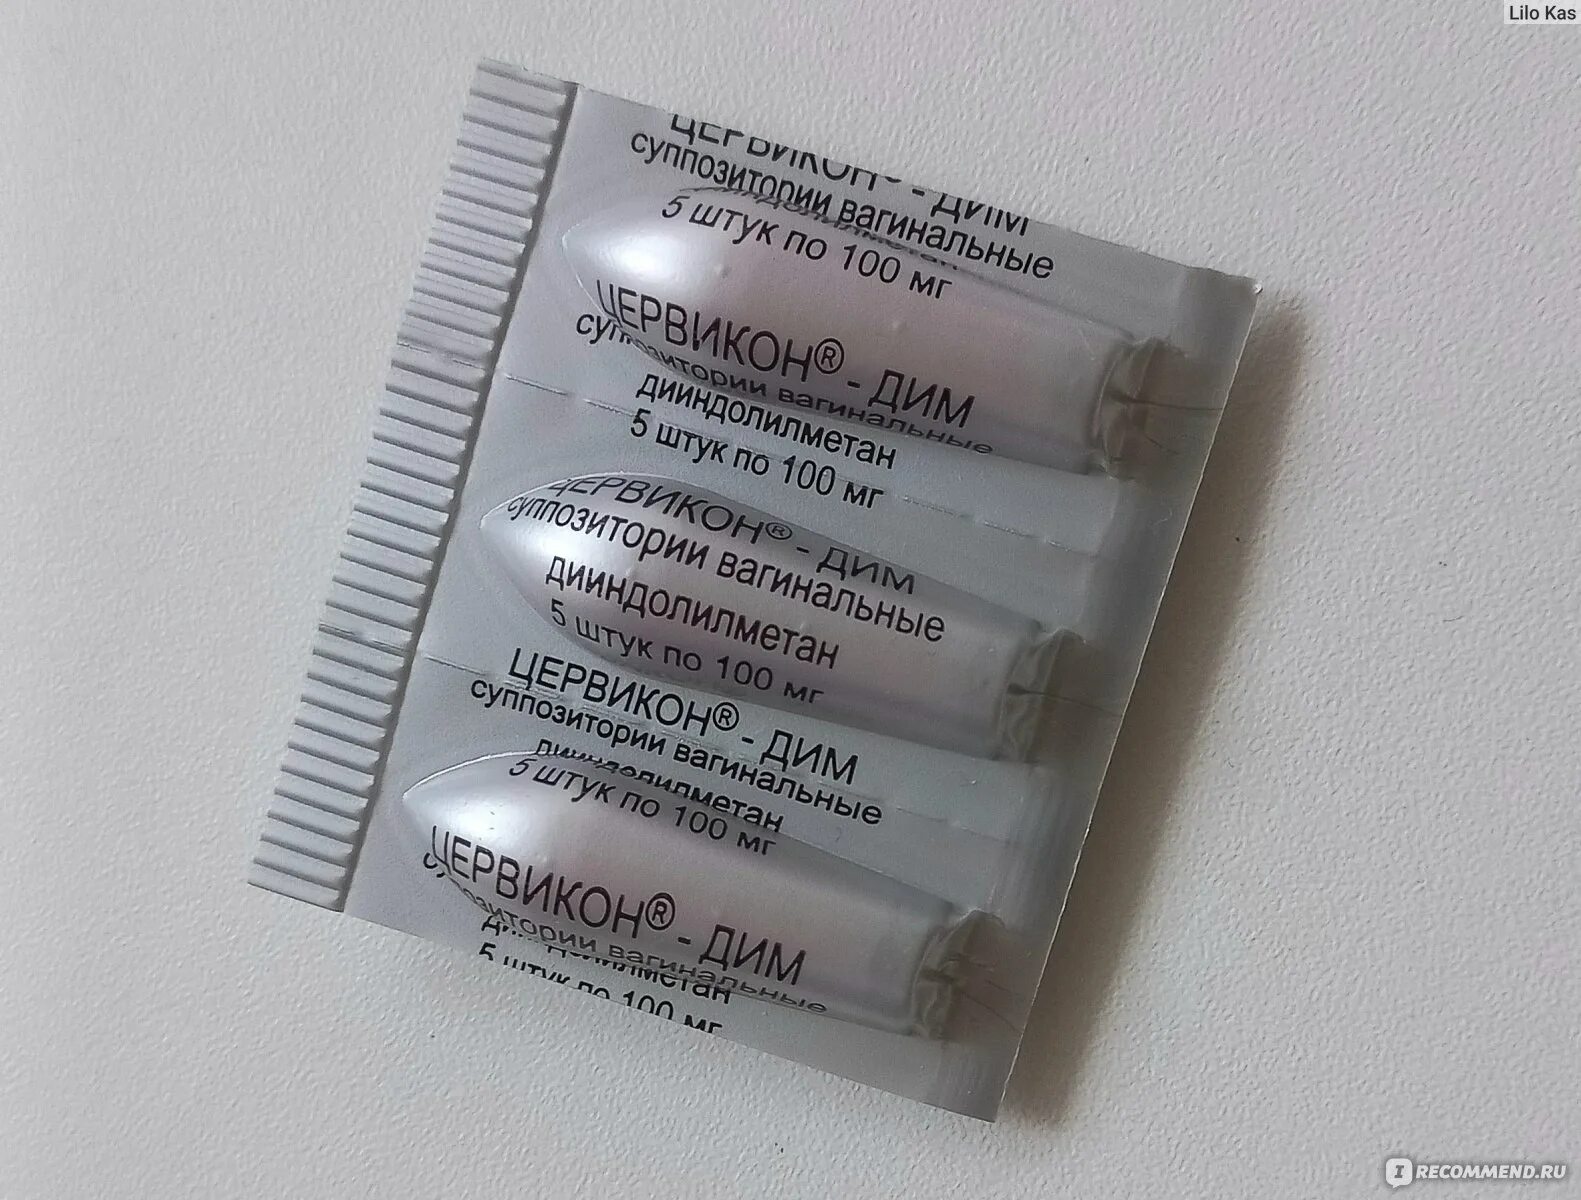 Lilo Kas
ЦЕРВИКОН® - ДИМ
суппозитории вагинальные
5 штук по 100 мг
ЦЕРВИКОН® - ДИМ
суппозитории вагинальные
дииндолилметан
5 штук по 100 мг
ЦЕРВИКОН® - ДИМ
суппозитории вагинальные
дииндолилметан
5 штук по 100 мг
ЦЕРВИКОН® - ДИМ
суппозитории вагинальные
дииндолилметан
5 штук по 100 мг
ЦЕРВИКОН® - ДИМ
суппозитории вагинальные
дииндолилметан
5 штук по 100 мг
IRECOMMEND.RU